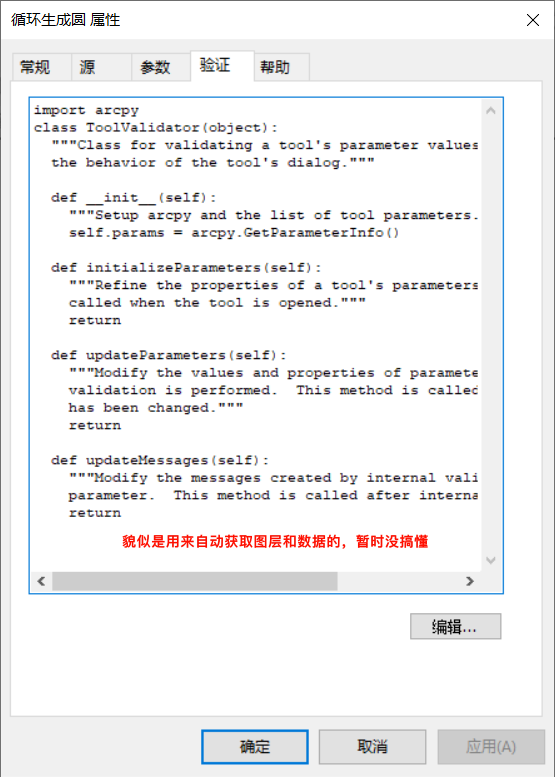 循环生成圆 属性
常规 源 参数 验证 帮助
import arcpy
class ToolValidator(object):
  """Class for validating a tool's parameter values
  the behavior of the tool's dialog."""

  def __init__(self):
    """Setup arcpy and the list of tool parameters.
    self.params = arcpy.GetParameterInfo()

  def initializeParameters(self):
    """Refine the properties of a tool's parameters
    called when the tool is opened."""
    return

  def updateParameters(self):
    """Modify the values and properties of paramete
    validation is performed.  This method is called
    has been changed."""
    return

  def updateMessages(self):
    """Modify the messages created by internal vali
    parameter.  This method is called after interna
    return
貌似是用来自动获取图层和数据的，暂时没搞懂
编辑...
确定 取消 应用(A)